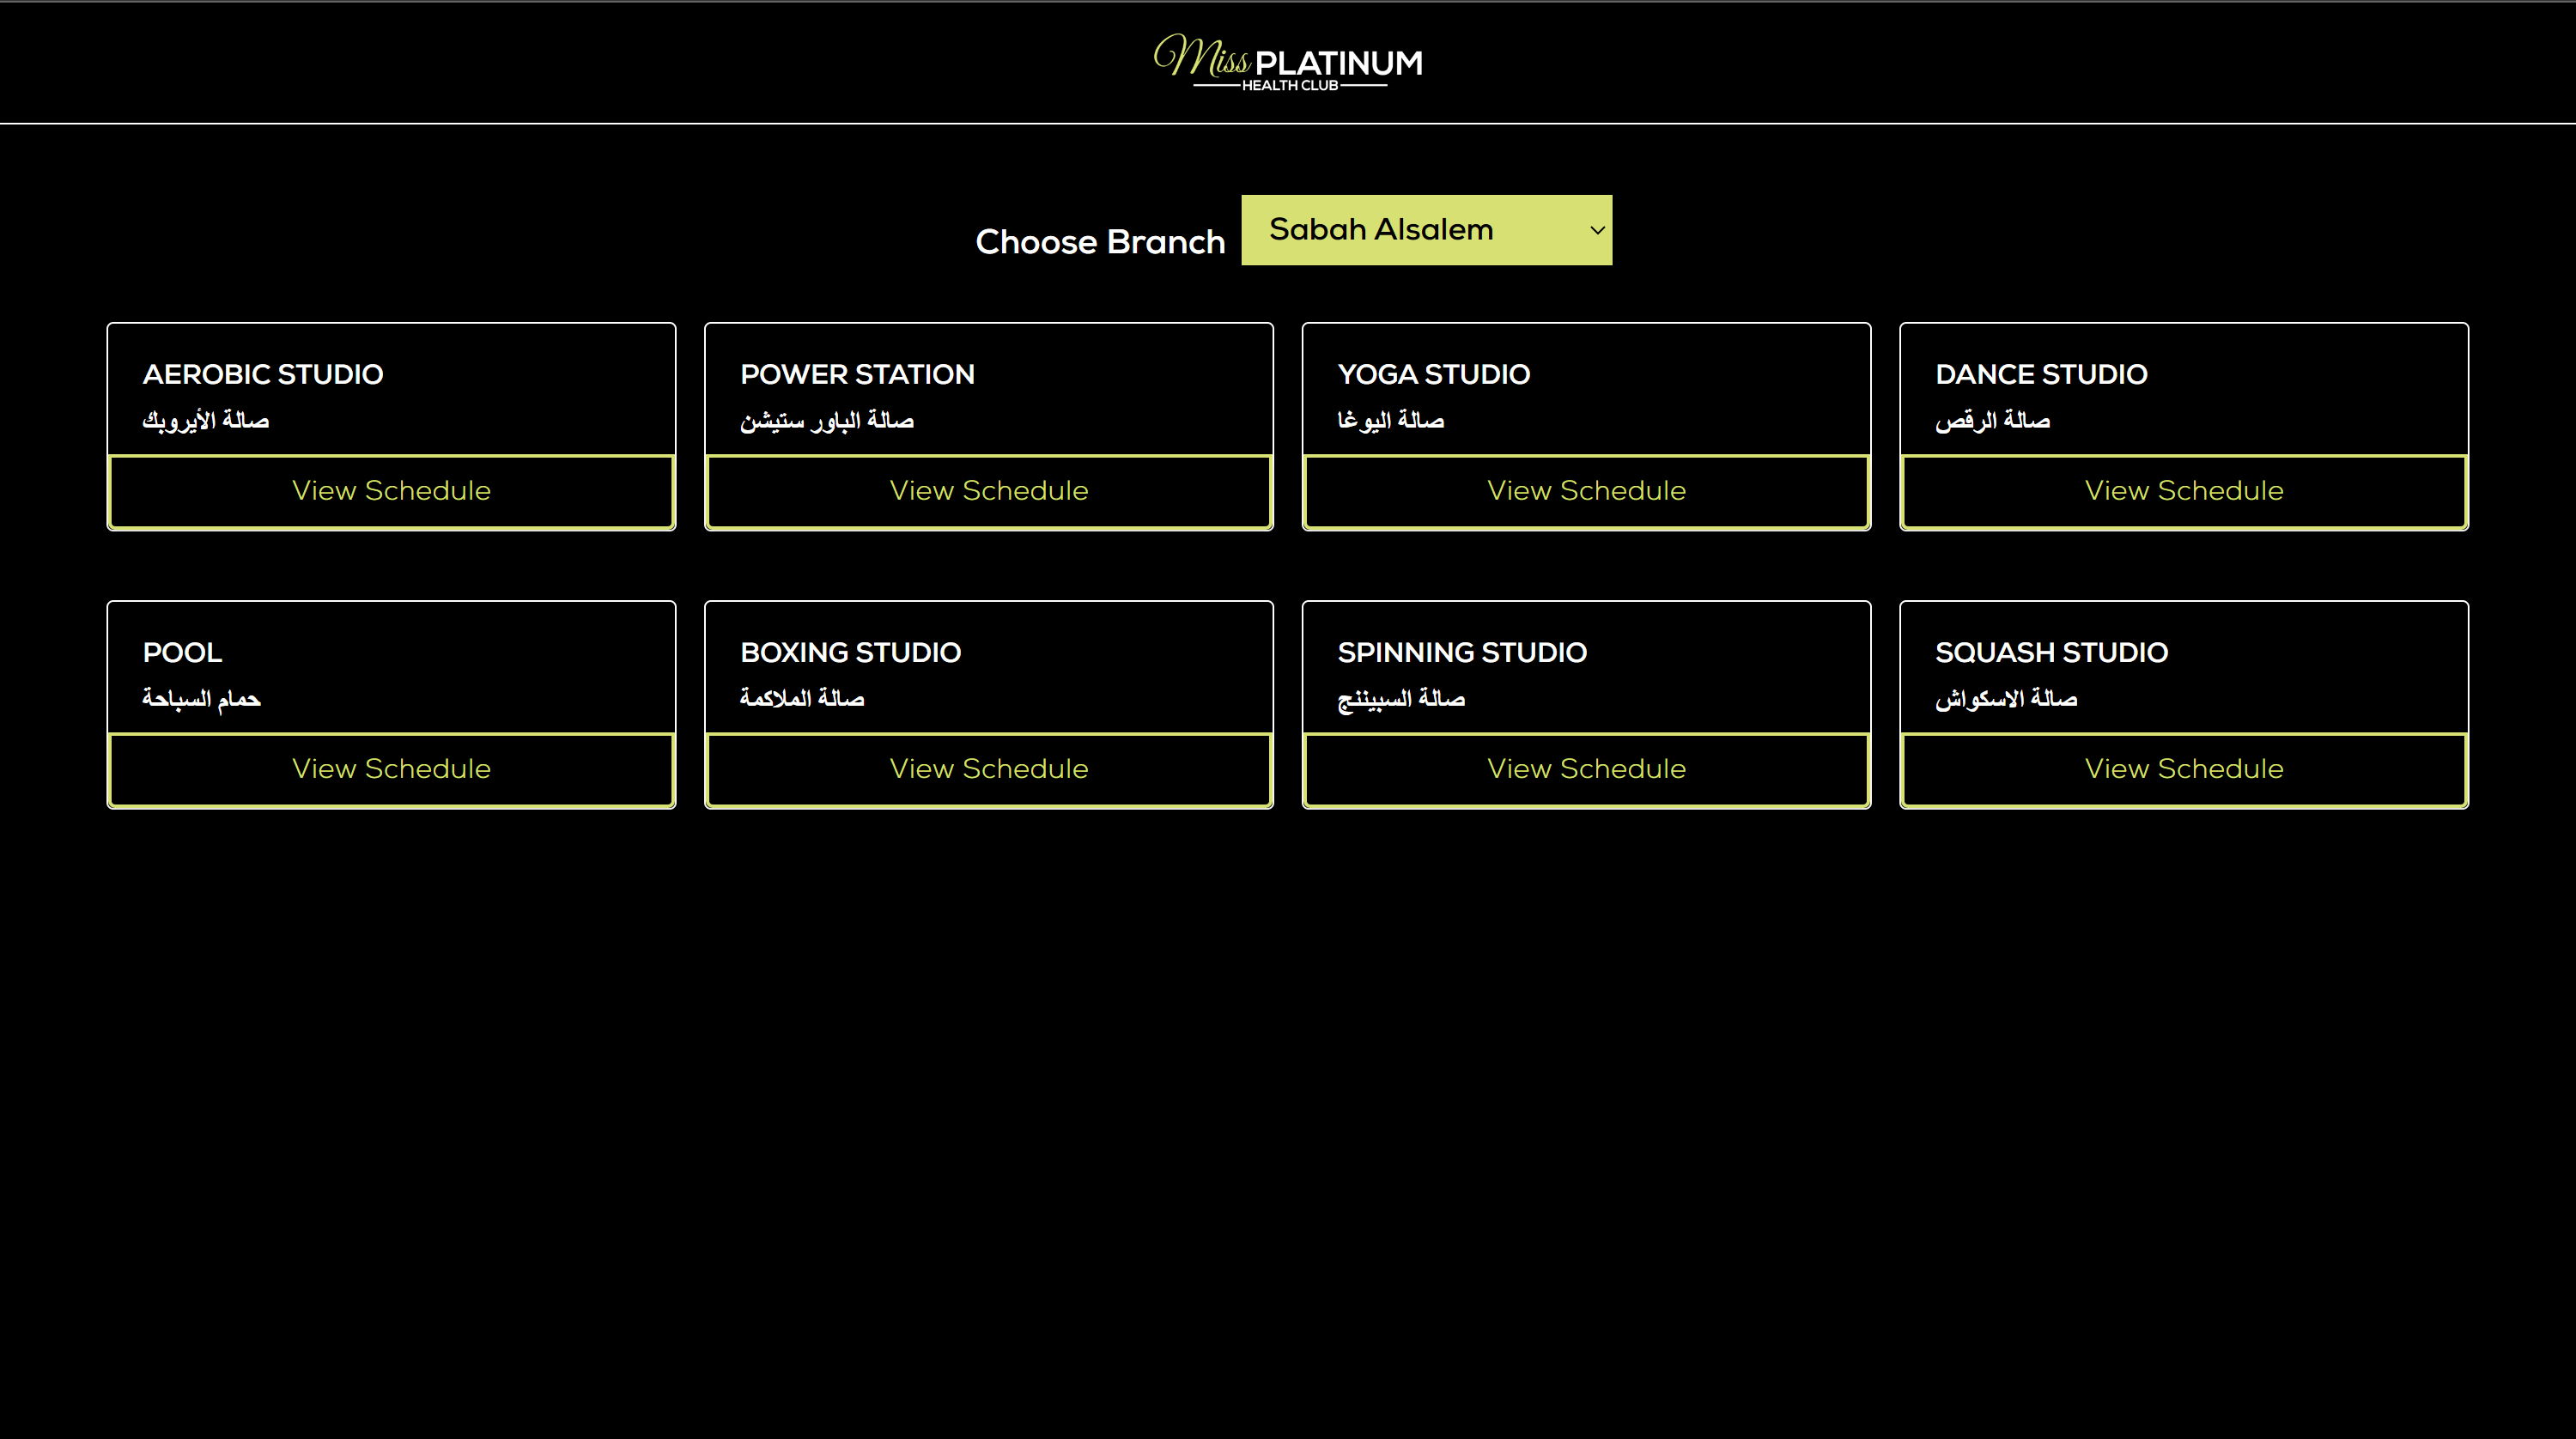 Miss PLATINUM
HEALTH CLUB
Choose Branch
Sabah Alsalem
AEROBIC STUDIO
صالة الأيروبك
View Schedule
POWER STATION
صالة الباور ستيشن
View Schedule
YOGA STUDIO
صالة اليوغا
View Schedule
DANCE STUDIO
صالة الرقص
View Schedule
POOL
حمام السباحة
View Schedule
BOXING STUDIO
صالة الملاكمة
View Schedule
SPINNING STUDIO
صالة السبيننج
View Schedule
SQUASH STUDIO
صالة الاسكواش
View Schedule